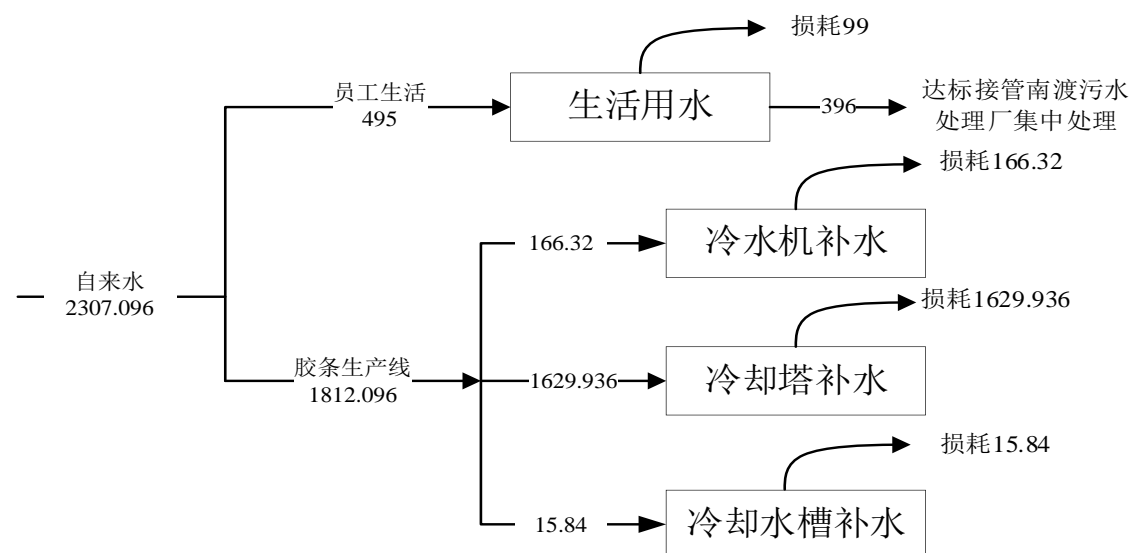 损耗99
员工生活
495
生活用水
396
达标接管南渡污水
处理厂集中处理
损耗166.32
166.32
冷水机补水
自来水
2307.096
损耗1629.936
胶条生产线
1812.096
1629.936
冷却塔补水
损耗15.84
15.84
冷却水槽补水